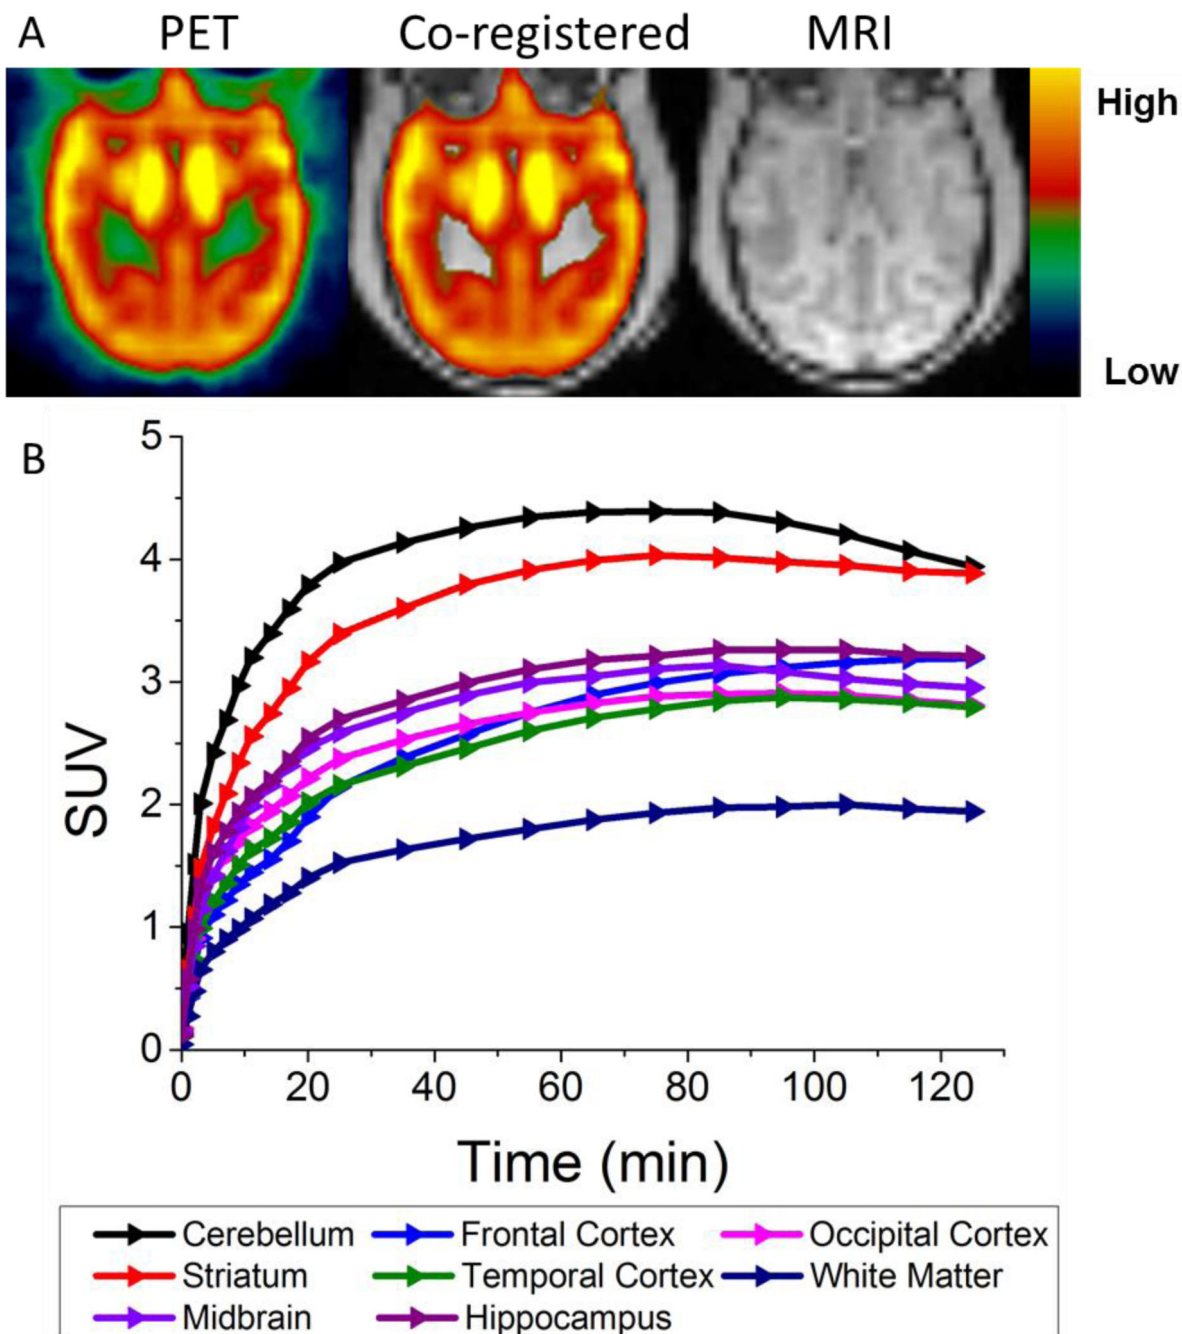 A PET Co-registered MRI
High
Low
B
5
4
3
2
1
0
SUV
0 20 40 60 80 100 120
Time (min)
Cerebellum Frontal Cortex Occipital Cortex
Striatum Temporal Cortex White Matter
Midbrain Hippocampus